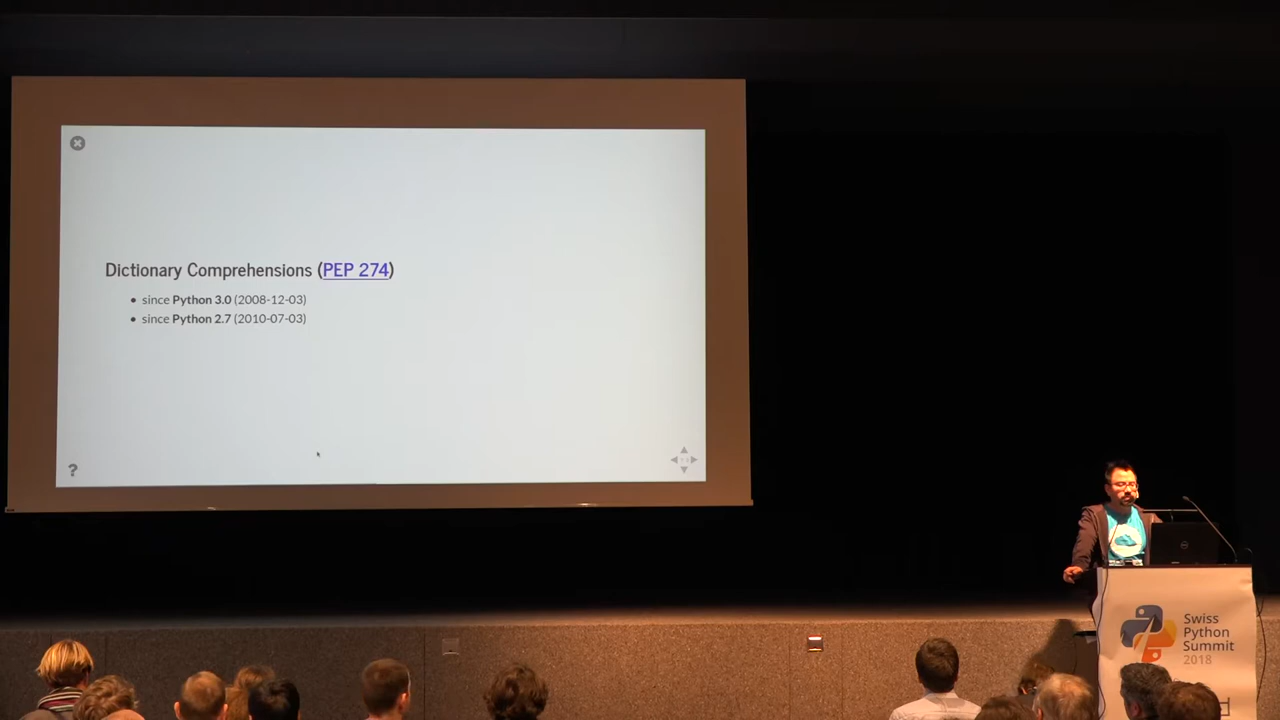 Dictionary Comprehensions (PEP 274)
since Python 3.0 (2008-12-03)
since Python 2.7 (2010-07-03)
?
Swiss
Python
Summit
2018